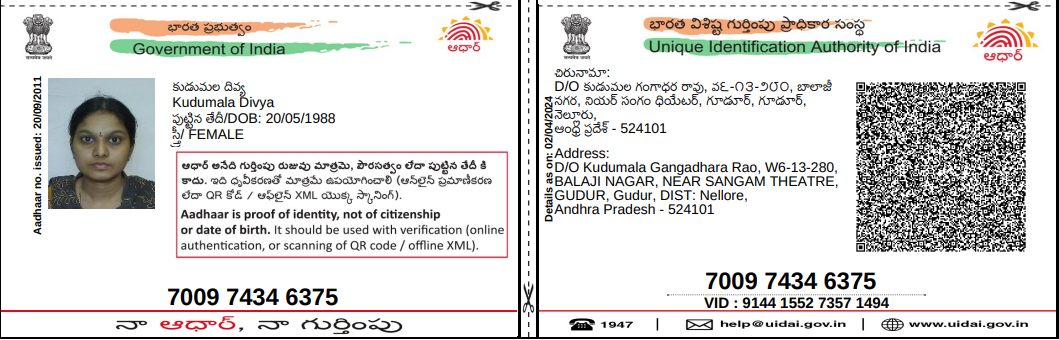 భారత ప్రభుత్వం
Government of India
ఆధార్
Aadhaar no. issued: 20/09/2011
కుడుమల దివ్య
Kudumala Divya
పుట్టిన తేదీ/DOB: 20/05/1988
స్త్రీ/ FEMALE
ఆధార్ అనేది గుర్తింపు రుజువు మాత్రమే, పౌరసత్వం లేదా పుట్టిన తేదీ కి
కాదు. ఇది ధృవీకరణతో మాత్రమే ఉపయోగించాలి (ఆన్‌లైన్ ప్రమాణీకరణ
లేదా QR కోడ్ / ఆఫ్‌లైన్ XML యొక్క స్కానింగ్).
Aadhaar is proof of identity, not of citizenship
or date of birth. It should be used with verification (online
authentication, or scanning of QR code / offline XML).
7009 7434 6375
నా ఆధార్, నా గుర్తింపు
భారత విశిష్ట గుర్తింపు ప్రాధికార సంస్థ
Unique Identification Authority of India
ఆధార్
Details as on: 02/04/2024
చిరునామా:
D/O కుడుమల గంగాధర రావు, వ౬-౧౩-౨౮౦, బాలాజీ
నగర, నియర్ సంగం థియేటర్, గూడూర్, గూడూర్,
నెల్లూరు,
ఆంధ్ర ప్రదేశ్ - 524101
Address:
D/O Kudumala Gangadhara Rao, W6-13-280,
BALAJI NAGAR, NEAR SANGAM THEATRE,
GUDUR, Gudur, DIST: Nellore,
Andhra Pradesh - 524101
7009 7434 6375
VID : 9144 1552 7357 1494
1947 | help@uidai.gov.in | www.uidai.gov.in